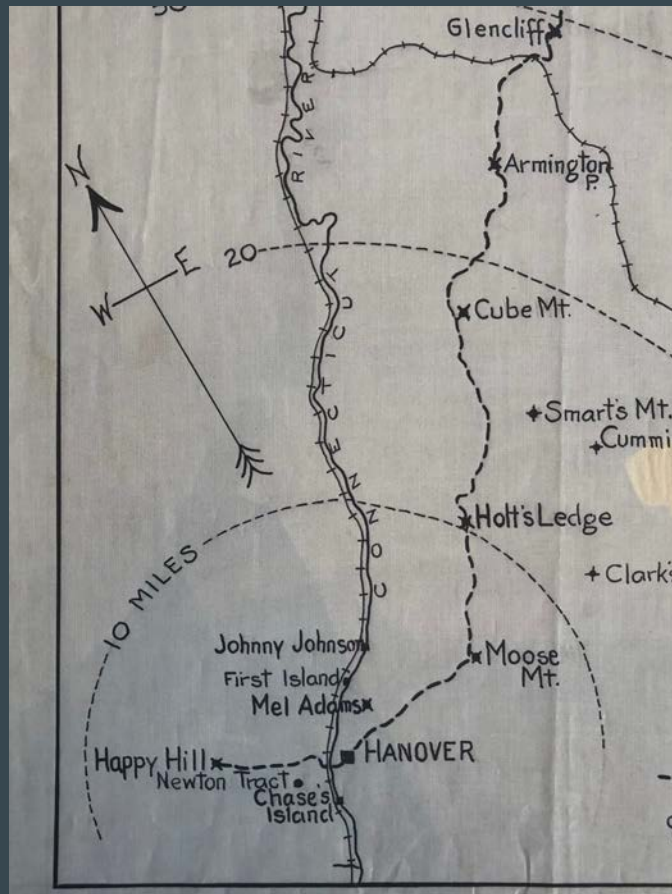 Glencliff
Armington
P.
N
W
E
20
CONNECTICUT RIVER
Cube Mt.
Smart's Mt.
Cummi
Holt's Ledge
10 MILES
Clark's
Johnny Johnson
First Island
Moose
Mt.
Mel Adams
HANOVER
Happy Hill
Newton Tract
Chase's
Island